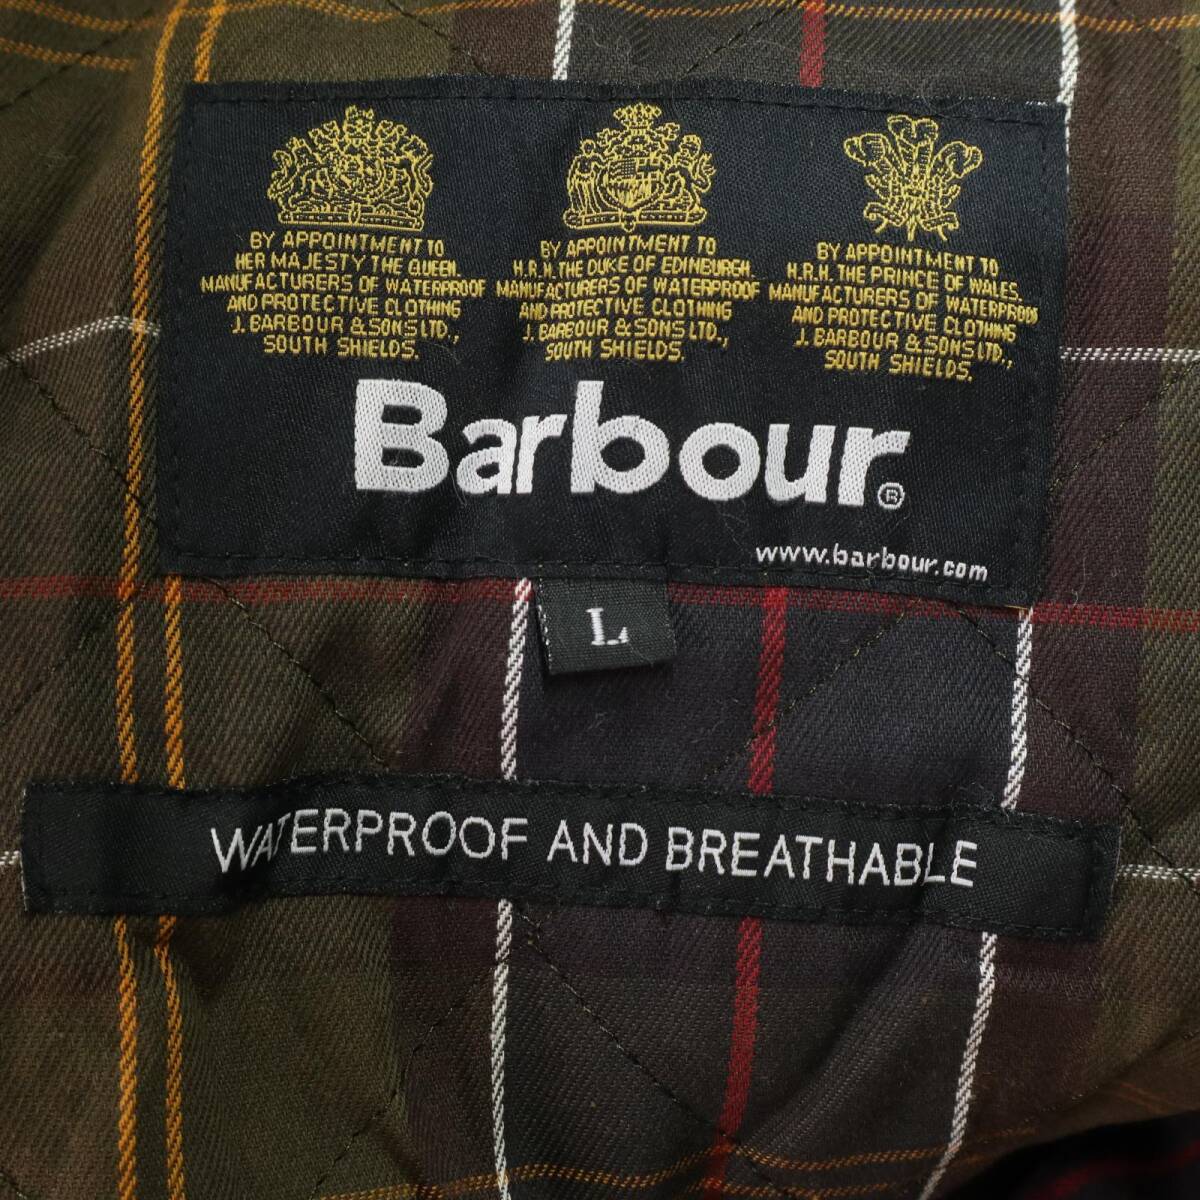 BY APPOINTMENT TO
HER MAJESTY THE QUEEN.
MANUFACTURERS OF WATERPROOF
AND PROTECTIVE CLOTHING
J. BARBOUR & SONS LTD.,
SOUTH SHIELDS.
BY APPOINTMENT TO
H.R.H. THE DUKE OF EDINBURGH.
MANUFACTURERS OF WATERPROOF
AND PROTECTIVE CLOTHING
J. BARBOUR & SONS LTD.,
SOUTH SHIELDS.
BY APPOINTMENT TO
H.R.H. THE PRINCE OF WALES.
MANUFACTURERS OF WATERPROOF
AND PROTECTIVE CLOTHING
J. BARBOUR & SONS LTD.,
SOUTH SHIELDS.
Barbour®
www.barbour.com
L
WATERPROOF AND BREATHABLE